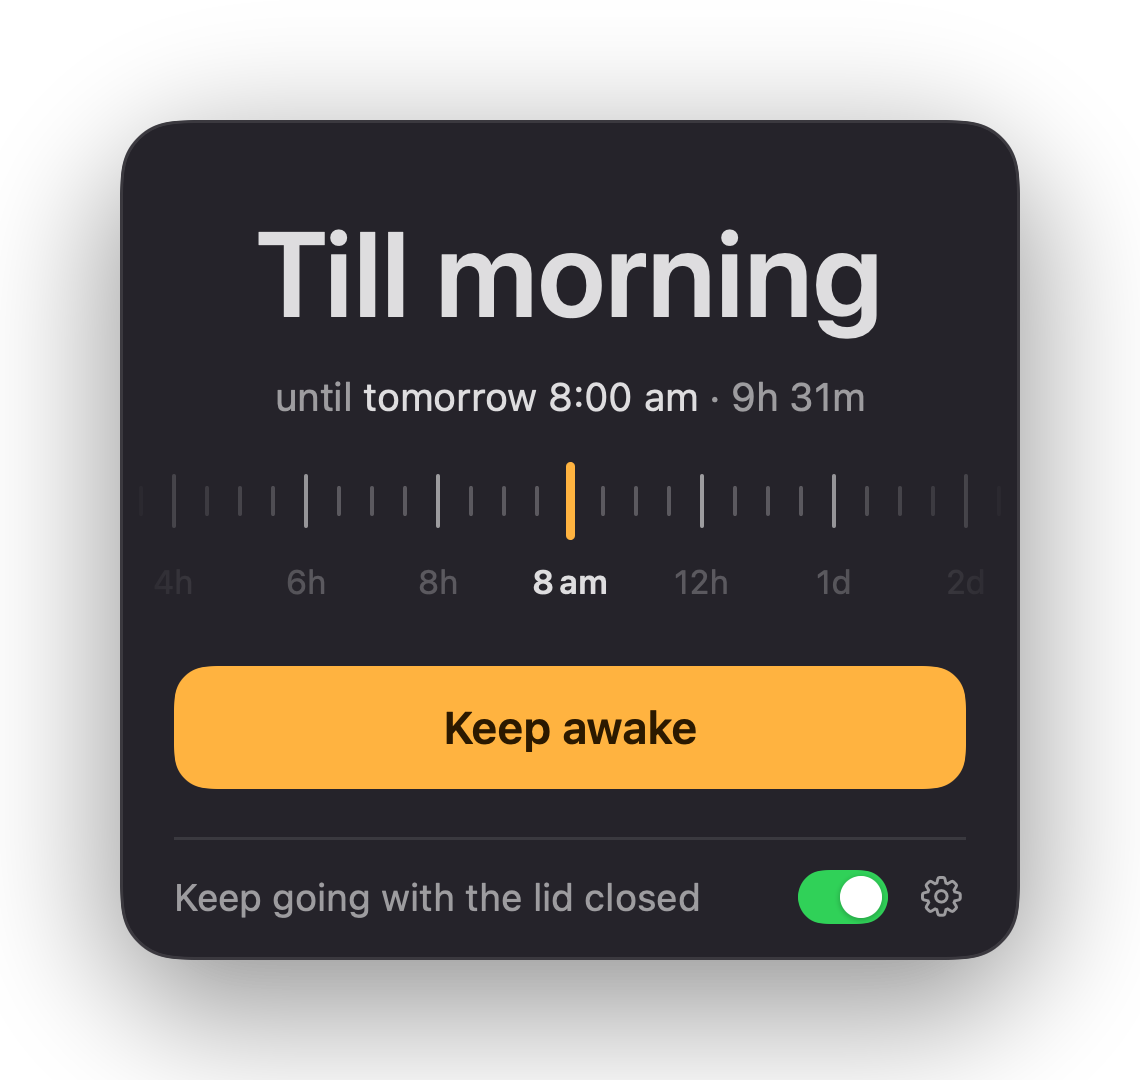 Till morning
until tomorrow 8:00 am · 9h 31m
4h 6h 8h 8 am 12h 1d 2d
Keep awake
Keep going with the lid closed